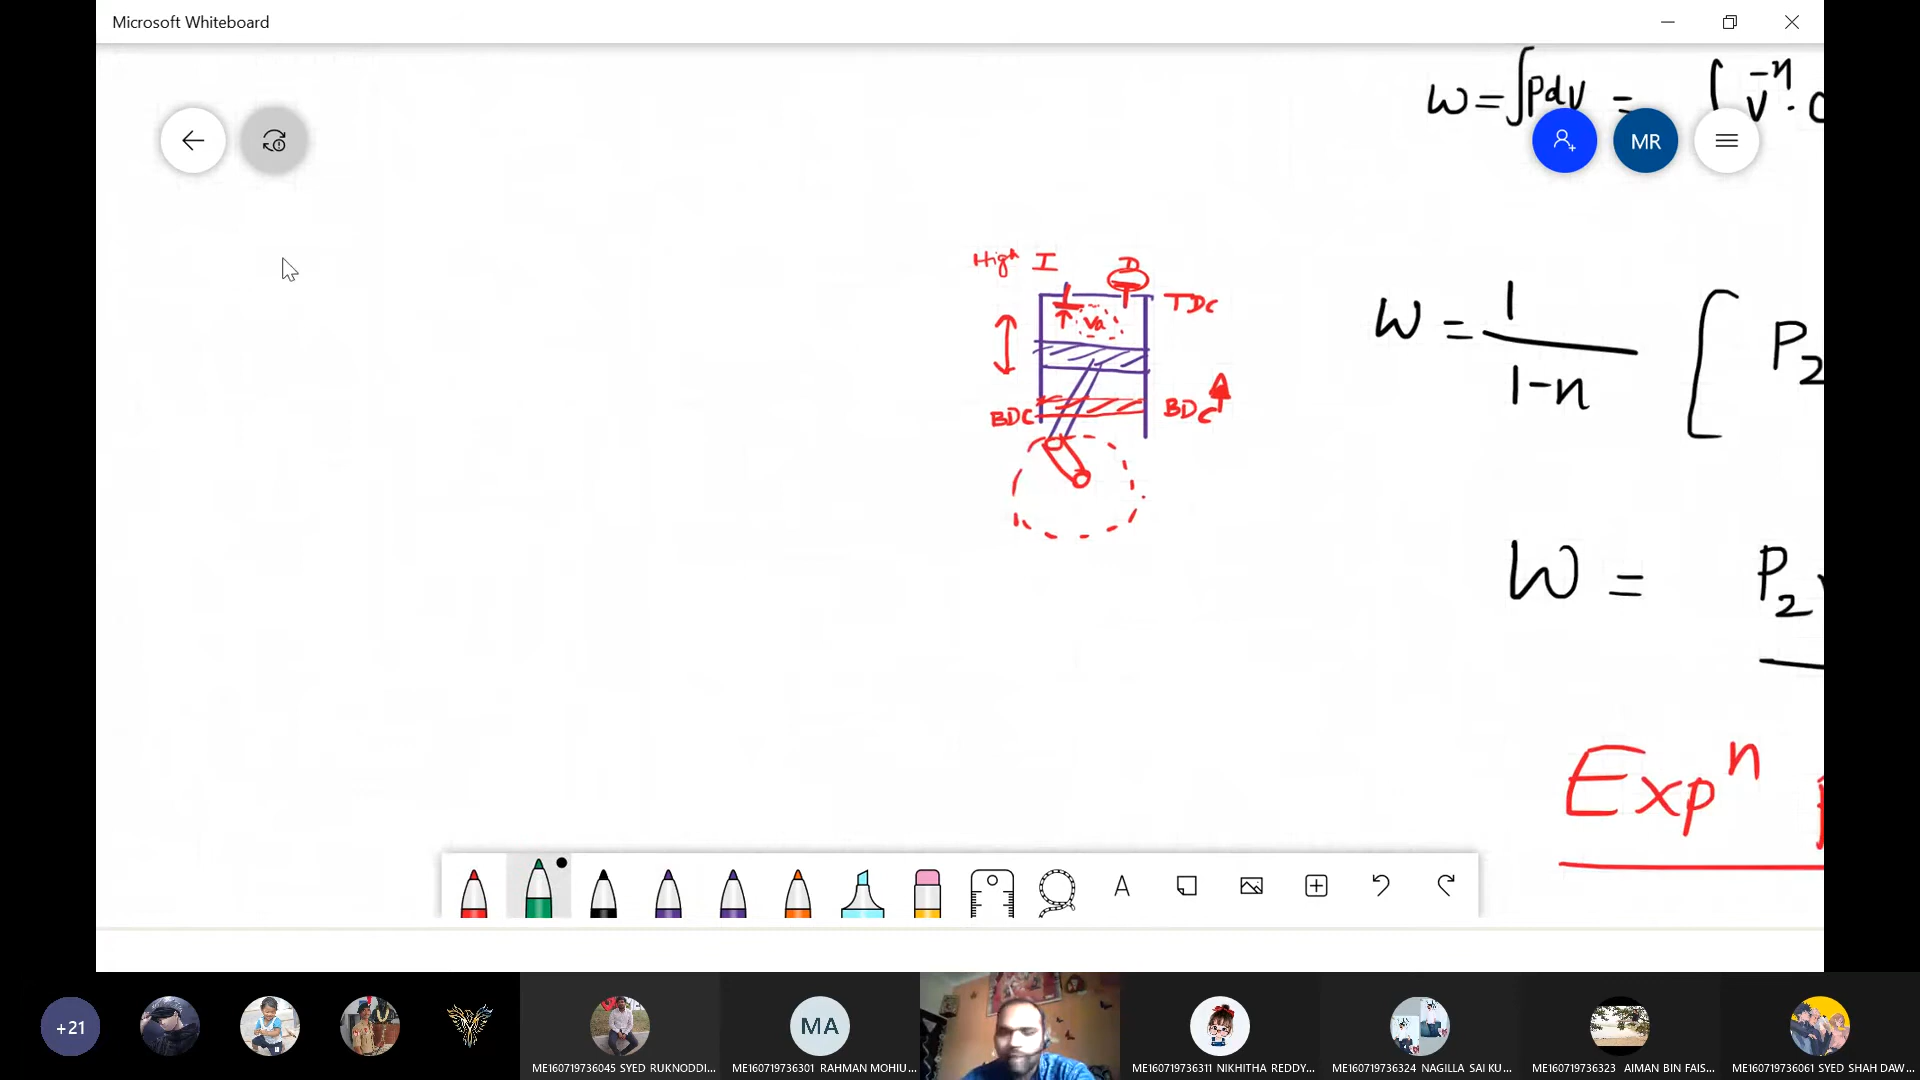 Microsoft Whiteboard
W = ∫Pdv = ∫ v⁻ⁿ.
MR
High I D
TDC
Va
W = 1/1-n [ P₂
BDC BDC
W = P₂
Expⁿ
A
+21
MA
ME160719736045 SYED RUKNODDI...
ME160719736301 RAHMAN MOHIU...
ME160719736311 NIKHITHA REDDY...
ME160719736324 NAGILLA SAI KU...
ME160719736323 AIMAN BIN FAIS...
ME160719736061 SYED SHAH DAW...